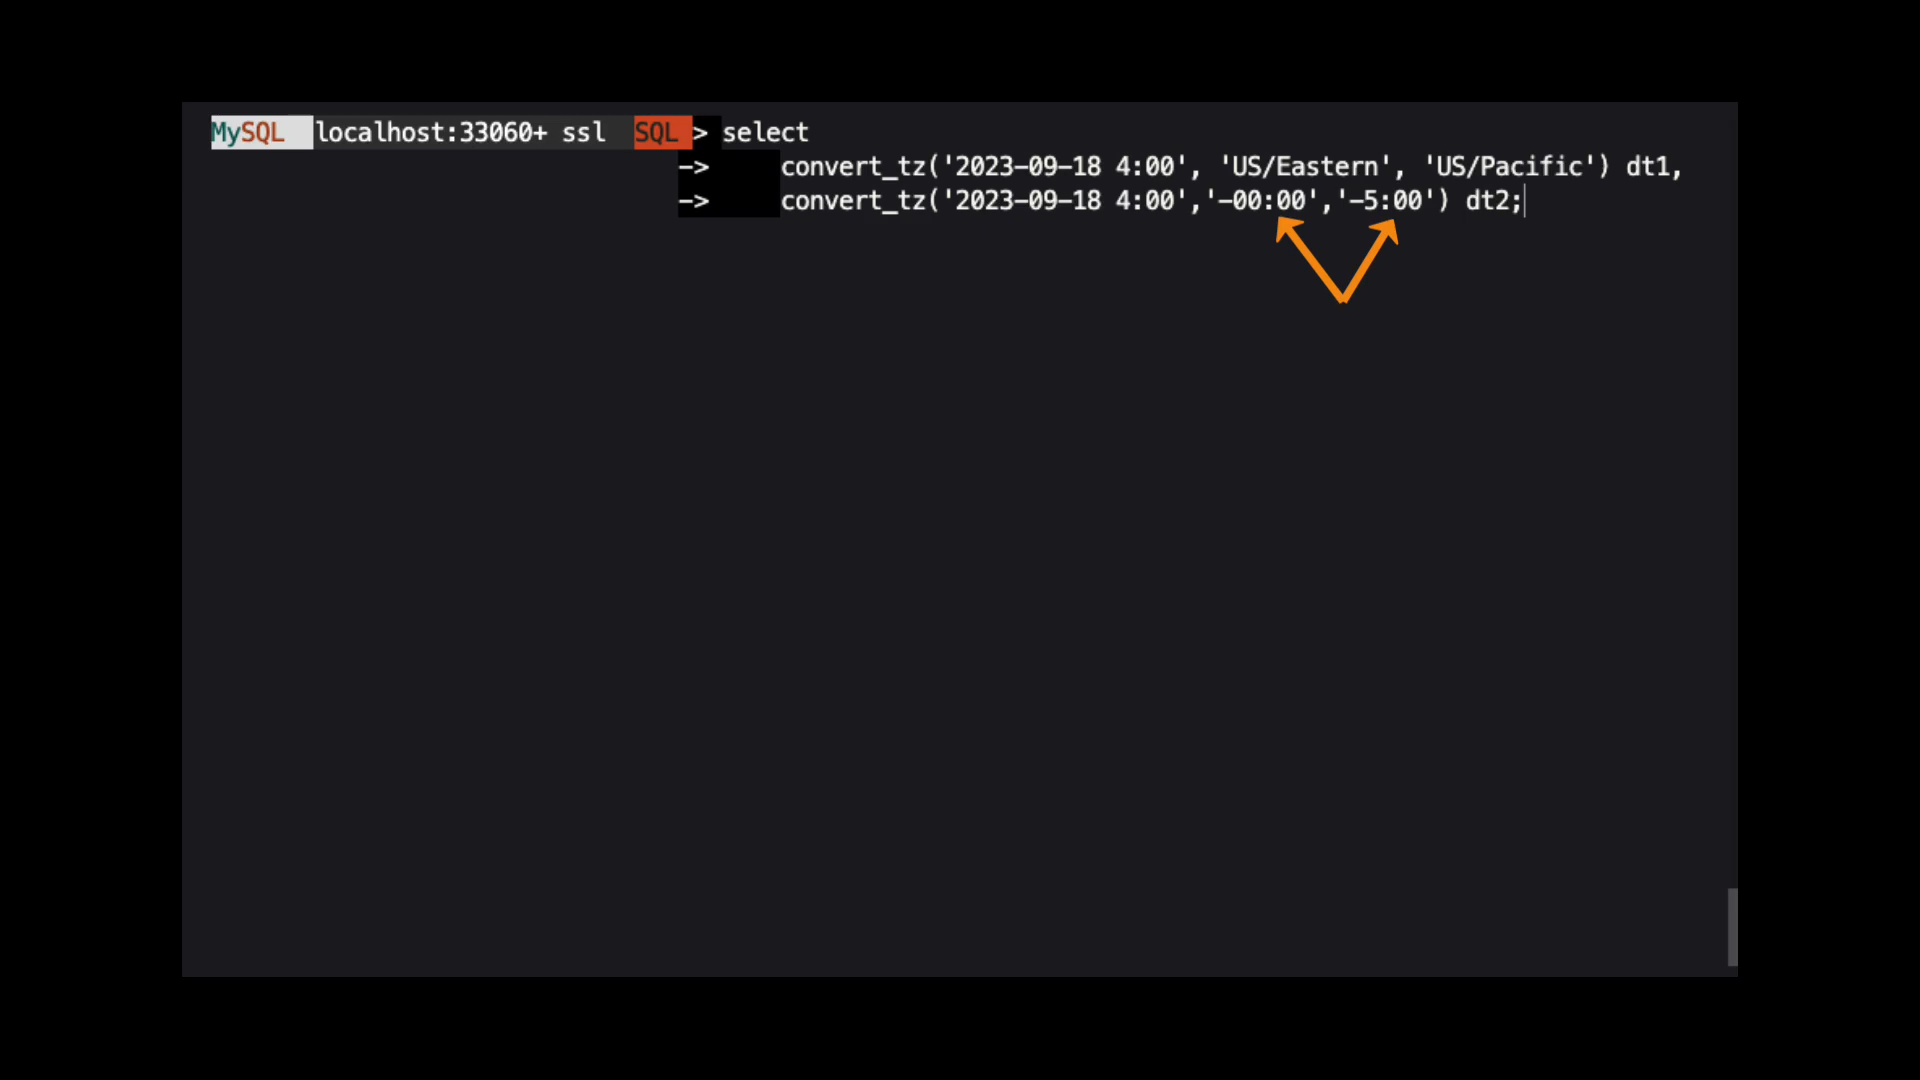 MySQL localhost:33060+ ssl SQL > select
-> convert_tz('2023-09-18 4:00', 'US/Eastern', 'US/Pacific') dt1,
-> convert_tz('2023-09-18 4:00','-00:00','-5:00') dt2;